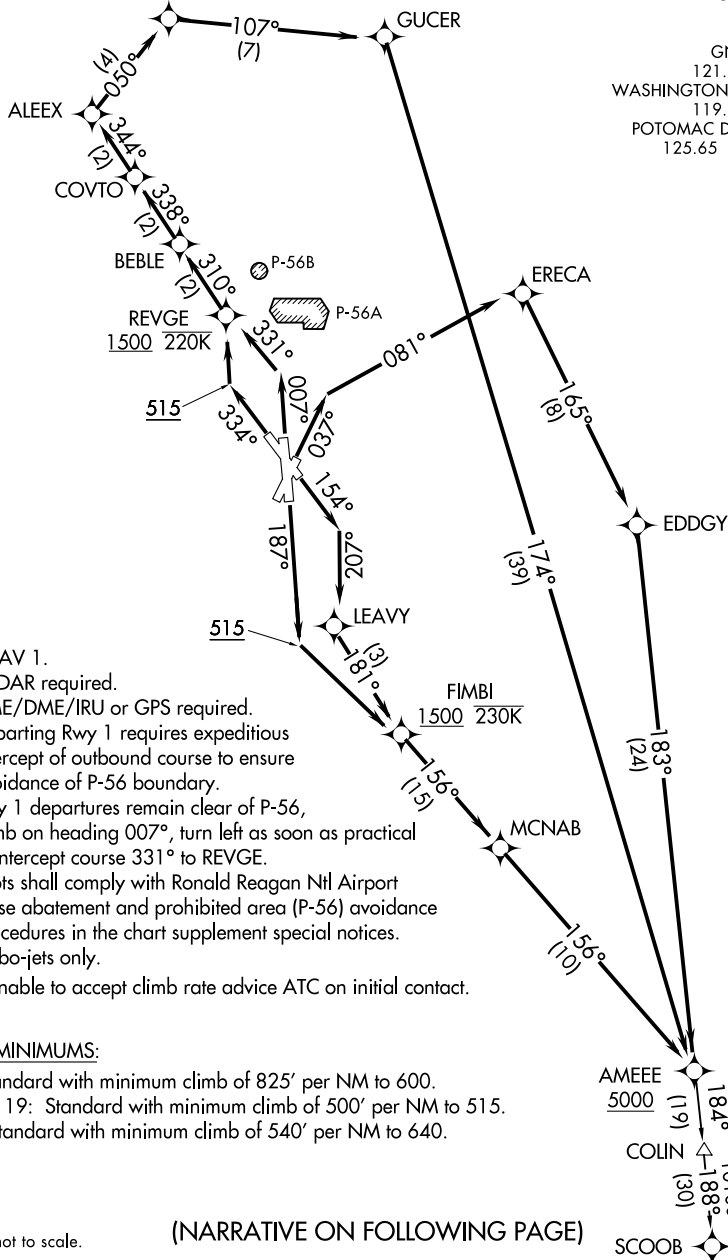 107°
(7)
GUCER
GN
121.
WASHINGTON
119.
POTOMAC D
125.65
(4)
050°
ALEEX
344°
(2)
COVTO
338°
(2)
BEBLE
310°
(2)
P-56B
P-56A
REVGE
1500 220K
331°
ERECA
081°
515
334°
007°
037°
165°
(8)
154°
EDDGY
187°
207°
174°
(39)
515
LEAVY
(3)
181°
FIMBI
1500 230K
183°
(24)
156°
(15)
MCNAB
156°
(10)
AV 1.
DAR required.
ME/DME/IRU or GPS required.
parting Rwy 1 requires expeditious
ercept of outbound course to ensure
oidance of P-56 boundary.
y 1 departures remain clear of P-56,
mb on heading 007°, turn left as soon as practical
ntercept course 331° to REVGE.
ots shall comply with Ronald Reagan Ntl Airport
se abatement and prohibited area (P-56) avoidance
cedures in the chart supplement special notices.
bo-jets only.
nable to accept climb rate advice ATC on initial contact.
MINIMUMS:
andard with minimum climb of 825' per NM to 600.
19: Standard with minimum climb of 500' per NM to 515.
tandard with minimum climb of 540' per NM to 640.
AMEEE
5000
184°
(19)
COLIN
188°
(30)
SCOOB
not to scale.
(NARRATIVE ON FOLLOWING PAGE)